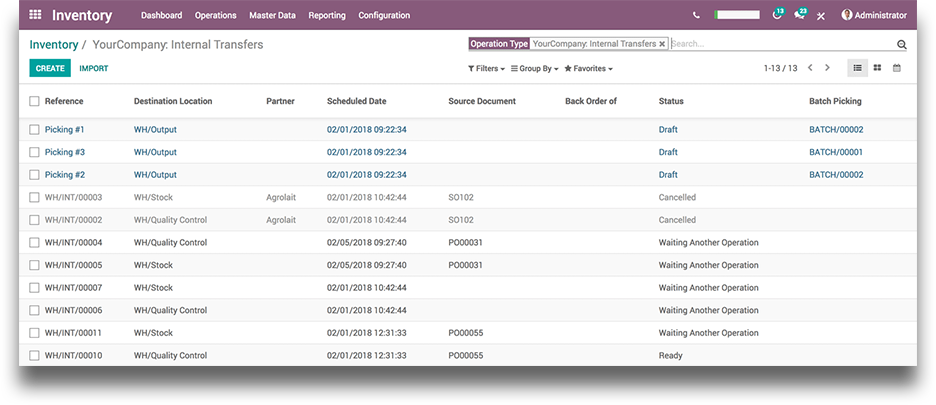 Inventory Dashboard Operations Master Data Reporting Configuration 13 23 Administrator
Inventory / YourCompany: Internal Transfers Operation Type YourCompany: Internal Transfers × Search...
CREATE IMPORT Filters Group By Favorites 1-13 / 13
Reference Destination Location Partner Scheduled Date Source Document Back Order of Status Batch Picking
Picking #1 WH/Output 02/01/2018 09:22:34 Draft BATCH/00002
Picking #3 WH/Output 02/01/2018 09:22:34 Draft BATCH/00001
Picking #2 WH/Output 02/01/2018 09:22:34 Draft BATCH/00002
WH/INT/00003 WH/Stock Agrolait 02/01/2018 10:42:44 SO102 Cancelled
WH/INT/00002 WH/Quality Control Agrolait 02/01/2018 10:42:44 SO102 Cancelled
WH/INT/00004 WH/Quality Control 02/05/2018 09:27:40 PO00031 Waiting Another Operation
WH/INT/00005 WH/Stock 02/05/2018 09:27:40 PO00031 Waiting Another Operation
WH/INT/00007 WH/Stock 02/01/2018 10:42:44 Waiting Another Operation
WH/INT/00006 WH/Quality Control 02/01/2018 10:42:44 Waiting Another Operation
WH/INT/00011 WH/Stock 02/01/2018 12:31:33 PO00055 Waiting Another Operation
WH/INT/00010 WH/Quality Control 02/01/2018 12:31:33 PO00055 Ready